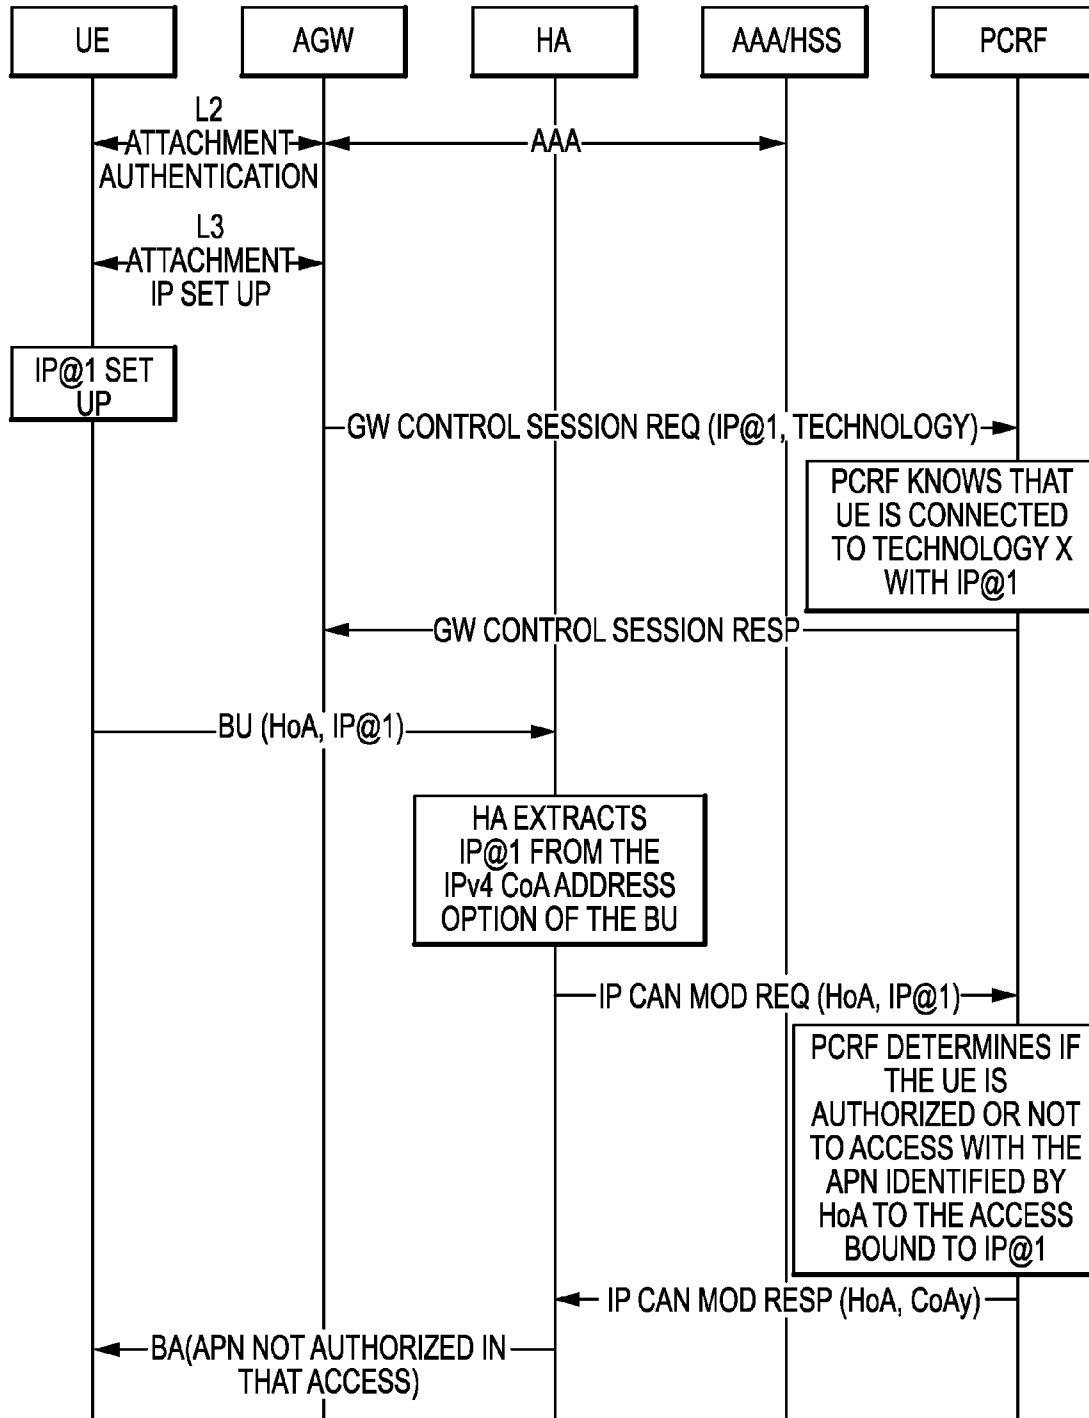 UE
AGW
HA
AAA/HSS
PCRF
L2
ATTACHMENT
AUTHENTICATION
AAA
L3
ATTACHMENT
IP SET UP
IP@1 SET
UP
GW CONTROL SESSION REQ (IP@1, TECHNOLOGY)
PCRF KNOWS THAT
UE IS CONNECTED
TO TECHNOLOGY X
WITH IP@1
GW CONTROL SESSION RESP
BU (HoA, IP@1)
HA EXTRACTS
IP@1 FROM THE
IPv4 CoA ADDRESS
OPTION OF THE BU
IP CAN MOD REQ (HoA, IP@1)
PCRF DETERMINES IF
THE UE IS
AUTHORIZED OR NOT
TO ACCESS WITH THE
APN IDENTIFIED BY
HoA TO THE ACCESS
BOUND TO IP@1
IP CAN MOD RESP (HoA, CoAy)
BA(APN NOT AUTHORIZED IN
THAT ACCESS)